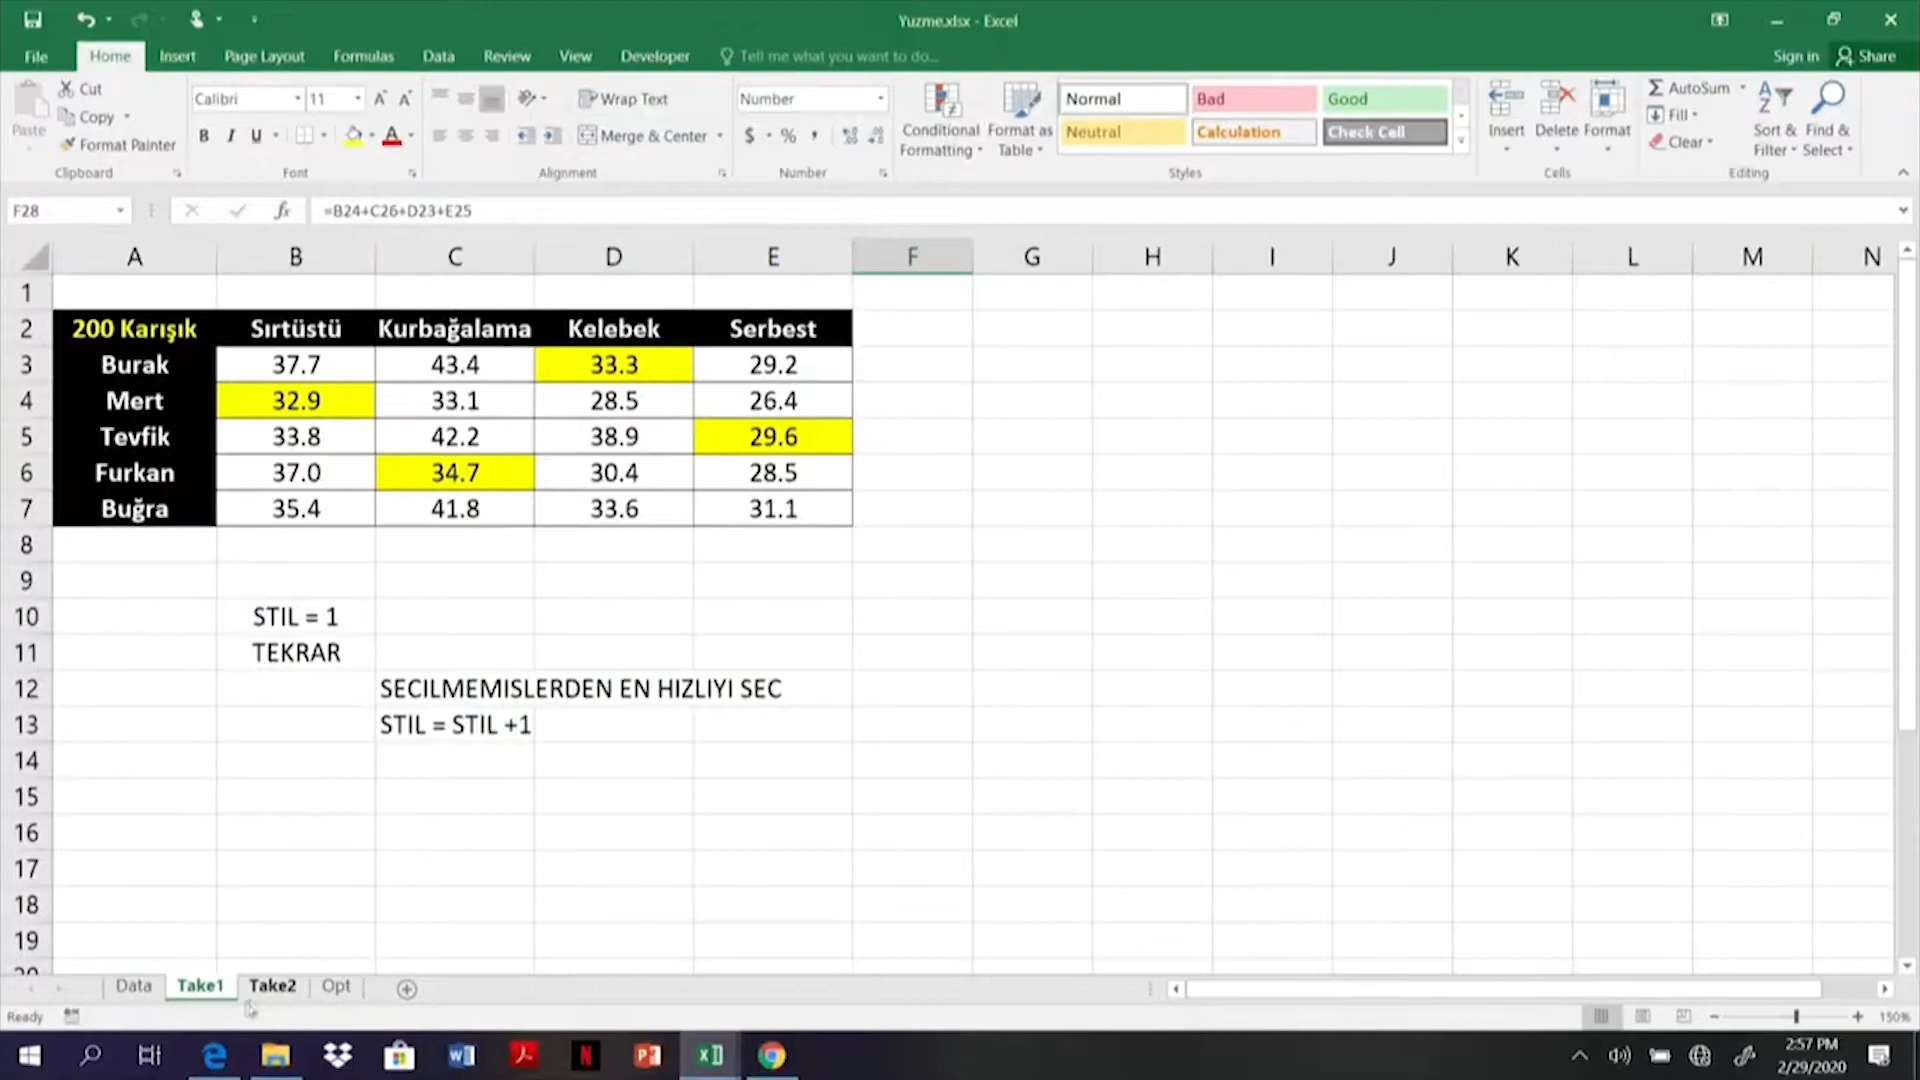 Yuzme.xlsx - Excel
File Home Insert Page Layout Formulas Data Review View Developer Tell me what you want to do... Sign in Share
Paste Cut Copy Format Painter Clipboard
Calibri 11 A A B I U A Font
Wrap Text Merge & Center Alignment
Number $ % , Number
Conditional Formatting Format as Table Normal Bad Good Neutral Calculation Check Cell Styles
Insert Delete Format Cells
AutoSum Fill Clear Sort & Filter Find & Select Editing
F28 fx =B24+C26+D23+E25
A B C D E F G H I J K L M N
1
2 200 Karışık Sırtüstü Kurbağalama Kelebek Serbest
3 Burak 37.7 43.4 33.3 29.2
4 Mert 32.9 33.1 28.5 26.4
5 Tevfik 33.8 42.2 38.9 29.6
6 Furkan 37.0 34.7 30.4 28.5
7 Buğra 35.4 41.8 33.6 31.1
8
9
10 STIL = 1
11 TEKRAR
12 SECILMEMISLERDEN EN HIZLIYI SEC
13 STIL = STIL +1
14
15
16
17
18
19
20
Data Take1 Take2 Opt
Ready 150%
2:57 PM
2/29/2020